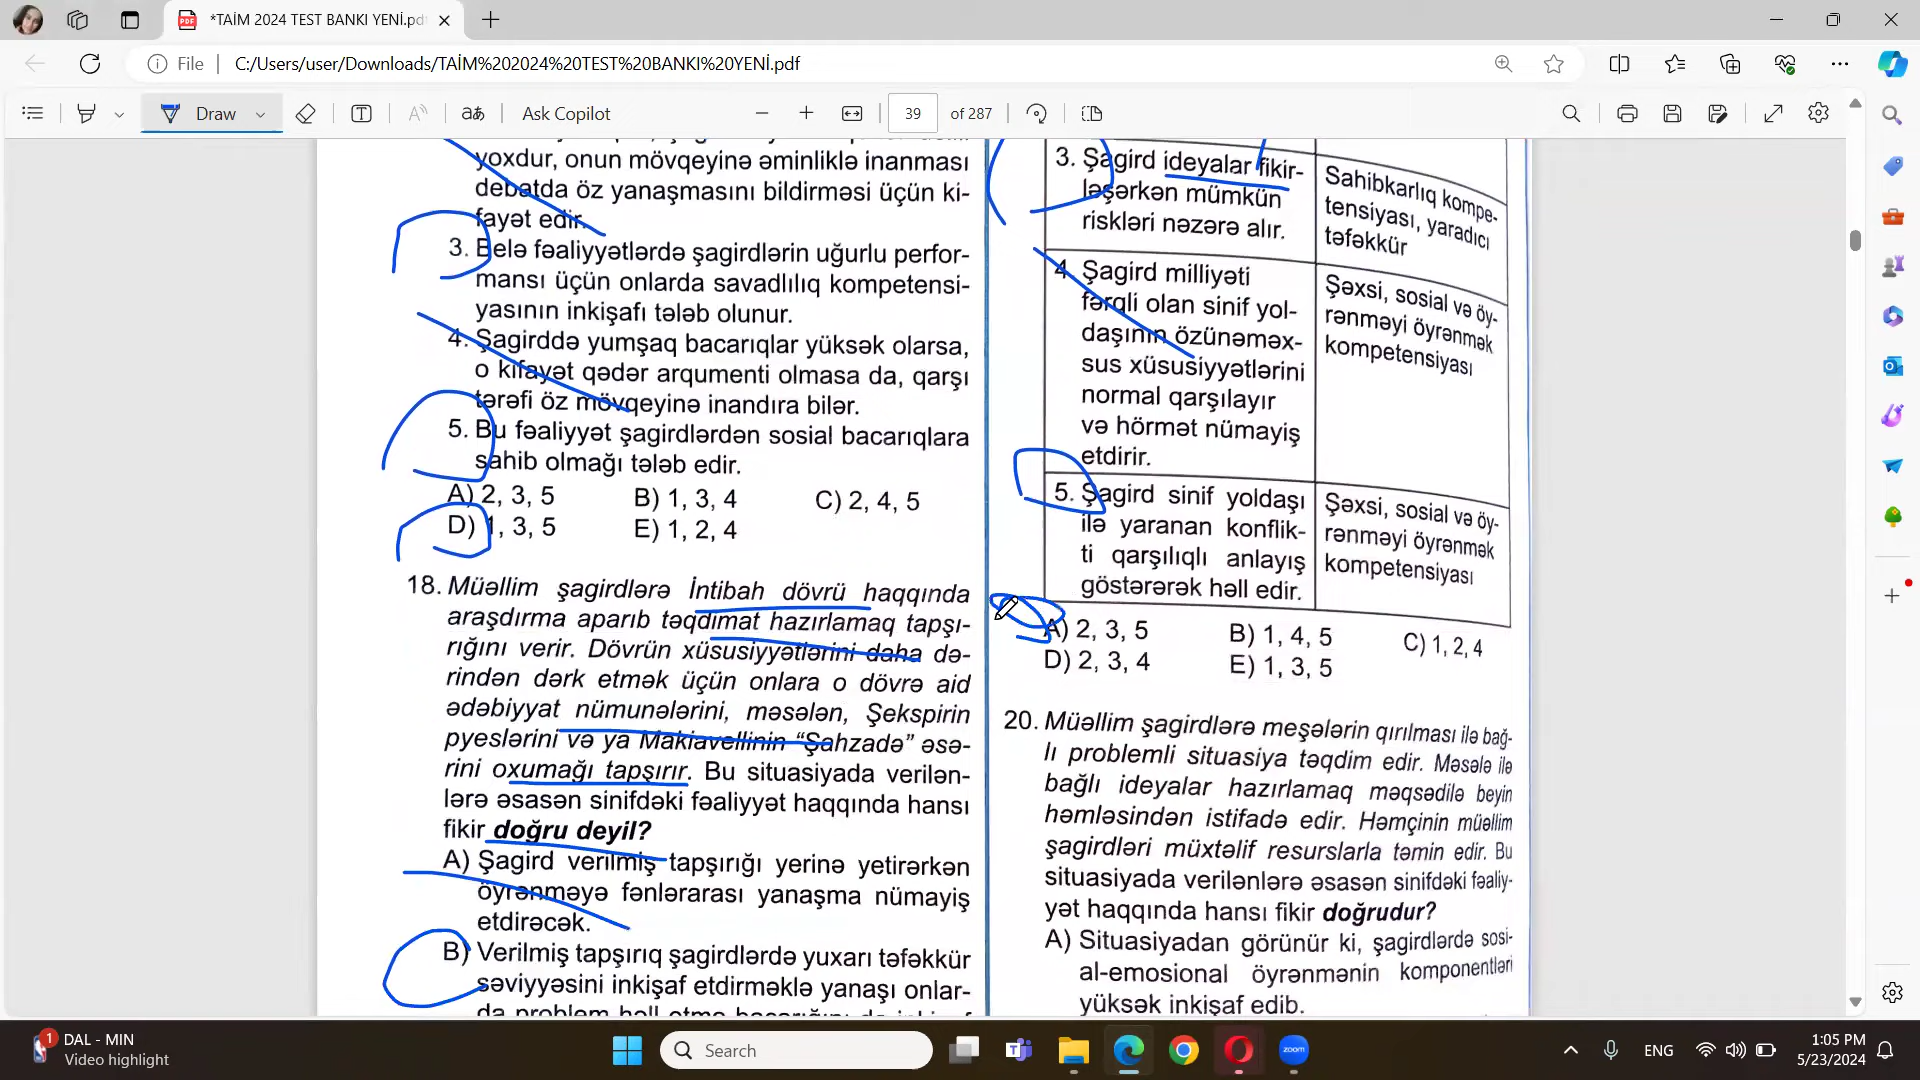 *TAİM 2024 TEST BANKI YENİ.pdf
File
C:/Users/user/Downloads/TAİM%202024%20TEST%20BANKI%20YENİ.pdf
Draw
aあ
Ask Copilot
39 of 287
yoxdur, onun mövqeyinə əminliklə inanması
debatda öz yanaşmasını bildirməsi üçün ki-
fayət edir.
3. Belə fəaliyyətlərdə şagirdlərin uğurlu perfor-
mansı üçün onlarda savadlılıq kompetensi-
yasının inkişafı tələb olunur.
4. Şagirddə yumşaq bacarıqlar yüksək olarsa,
o kifayət qədər arqumenti olmasa da, qarşı
tərəfi öz mövqeyinə inandıra bilər.
5. Bu fəaliyyət şagirdlərdən sosial bacarıqlara
sahib olmağı tələb edir.
A) 2, 3, 5 B) 1, 3, 4 C) 2, 4, 5
D) 1, 3, 5 E) 1, 2, 4
18. Müəllim şagirdlərə İntibah dövrü haqqında
araşdırma aparıb təqdimat hazırlamaq tapşı-
rığını verir. Dövrün xüsusiyyətlərini daha də-
rindən dərk etmək üçün onlara o dövrə aid
ədəbiyyat nümunələrini, məsələn, Şekspirin
pyeslərini və ya Makiavellinin “Şahzadə” əsə-
rini oxumağı tapşırır. Bu situasiyada verilən-
lərə əsasən sinifdəki fəaliyyət haqqında hansı
fikir doğru deyil?
A) Şagird verilmiş tapşırığı yerinə yetirərkən
öyrənməyə fənlərarası yanaşma nümayiş
etdirəcək.
B) Verilmiş tapşırıq şagirdlərdə yuxarı təfəkkür
səviyyəsini inkişaf etdirməklə yanaşı onlar-
da problem həll etmə bacarığını da inkişaf
3. Şagird ideyalar fikir-
ləşərkən mümkün
riskləri nəzərə alır.
Sahibkarlıq kompe-
tensiyası, yaradıcı
təfəkkür
4. Şagird milliyəti
fərqli olan sinif yol-
daşının özünəməx-
sus xüsusiyyətlərini
normal qarşılayır
və hörmət nümayiş
etdirir.
Şəxsi, sosial və öy-
rənməyi öyrənmək
kompetensiyası
5. Şagird sinif yoldaşı
ilə yaranan konflik-
ti qarşılıqlı anlayış
göstərərək həll edir.
Şəxsi, sosial və öy-
rənməyi öyrənmək
kompetensiyası
A) 2, 3, 5 B) 1, 4, 5 C) 1, 2, 4
D) 2, 3, 4 E) 1, 3, 5
20. Müəllim şagirdlərə meşələrin qırılması ilə bağ-
lı problemli situasiya təqdim edir. Məsələ ilə
bağlı ideyalar hazırlamaq məqsədilə beyin
həmləsindən istifadə edir. Həmçinin müəllim
şagirdləri müxtəlif resurslarla təmin edir. Bu
situasiyada verilənlərə əsasən sinifdəki fəaliy-
yət haqqında hansı fikir doğrudur?
A) Situasiyadan görünür ki, şagirdlərdə sosi-
al-emosional öyrənmənin komponentləri
yüksək inkişaf edib.
1
DAL - MIN
Video highlight
Search
zoom
ENG
1:05 PM
5/23/2024